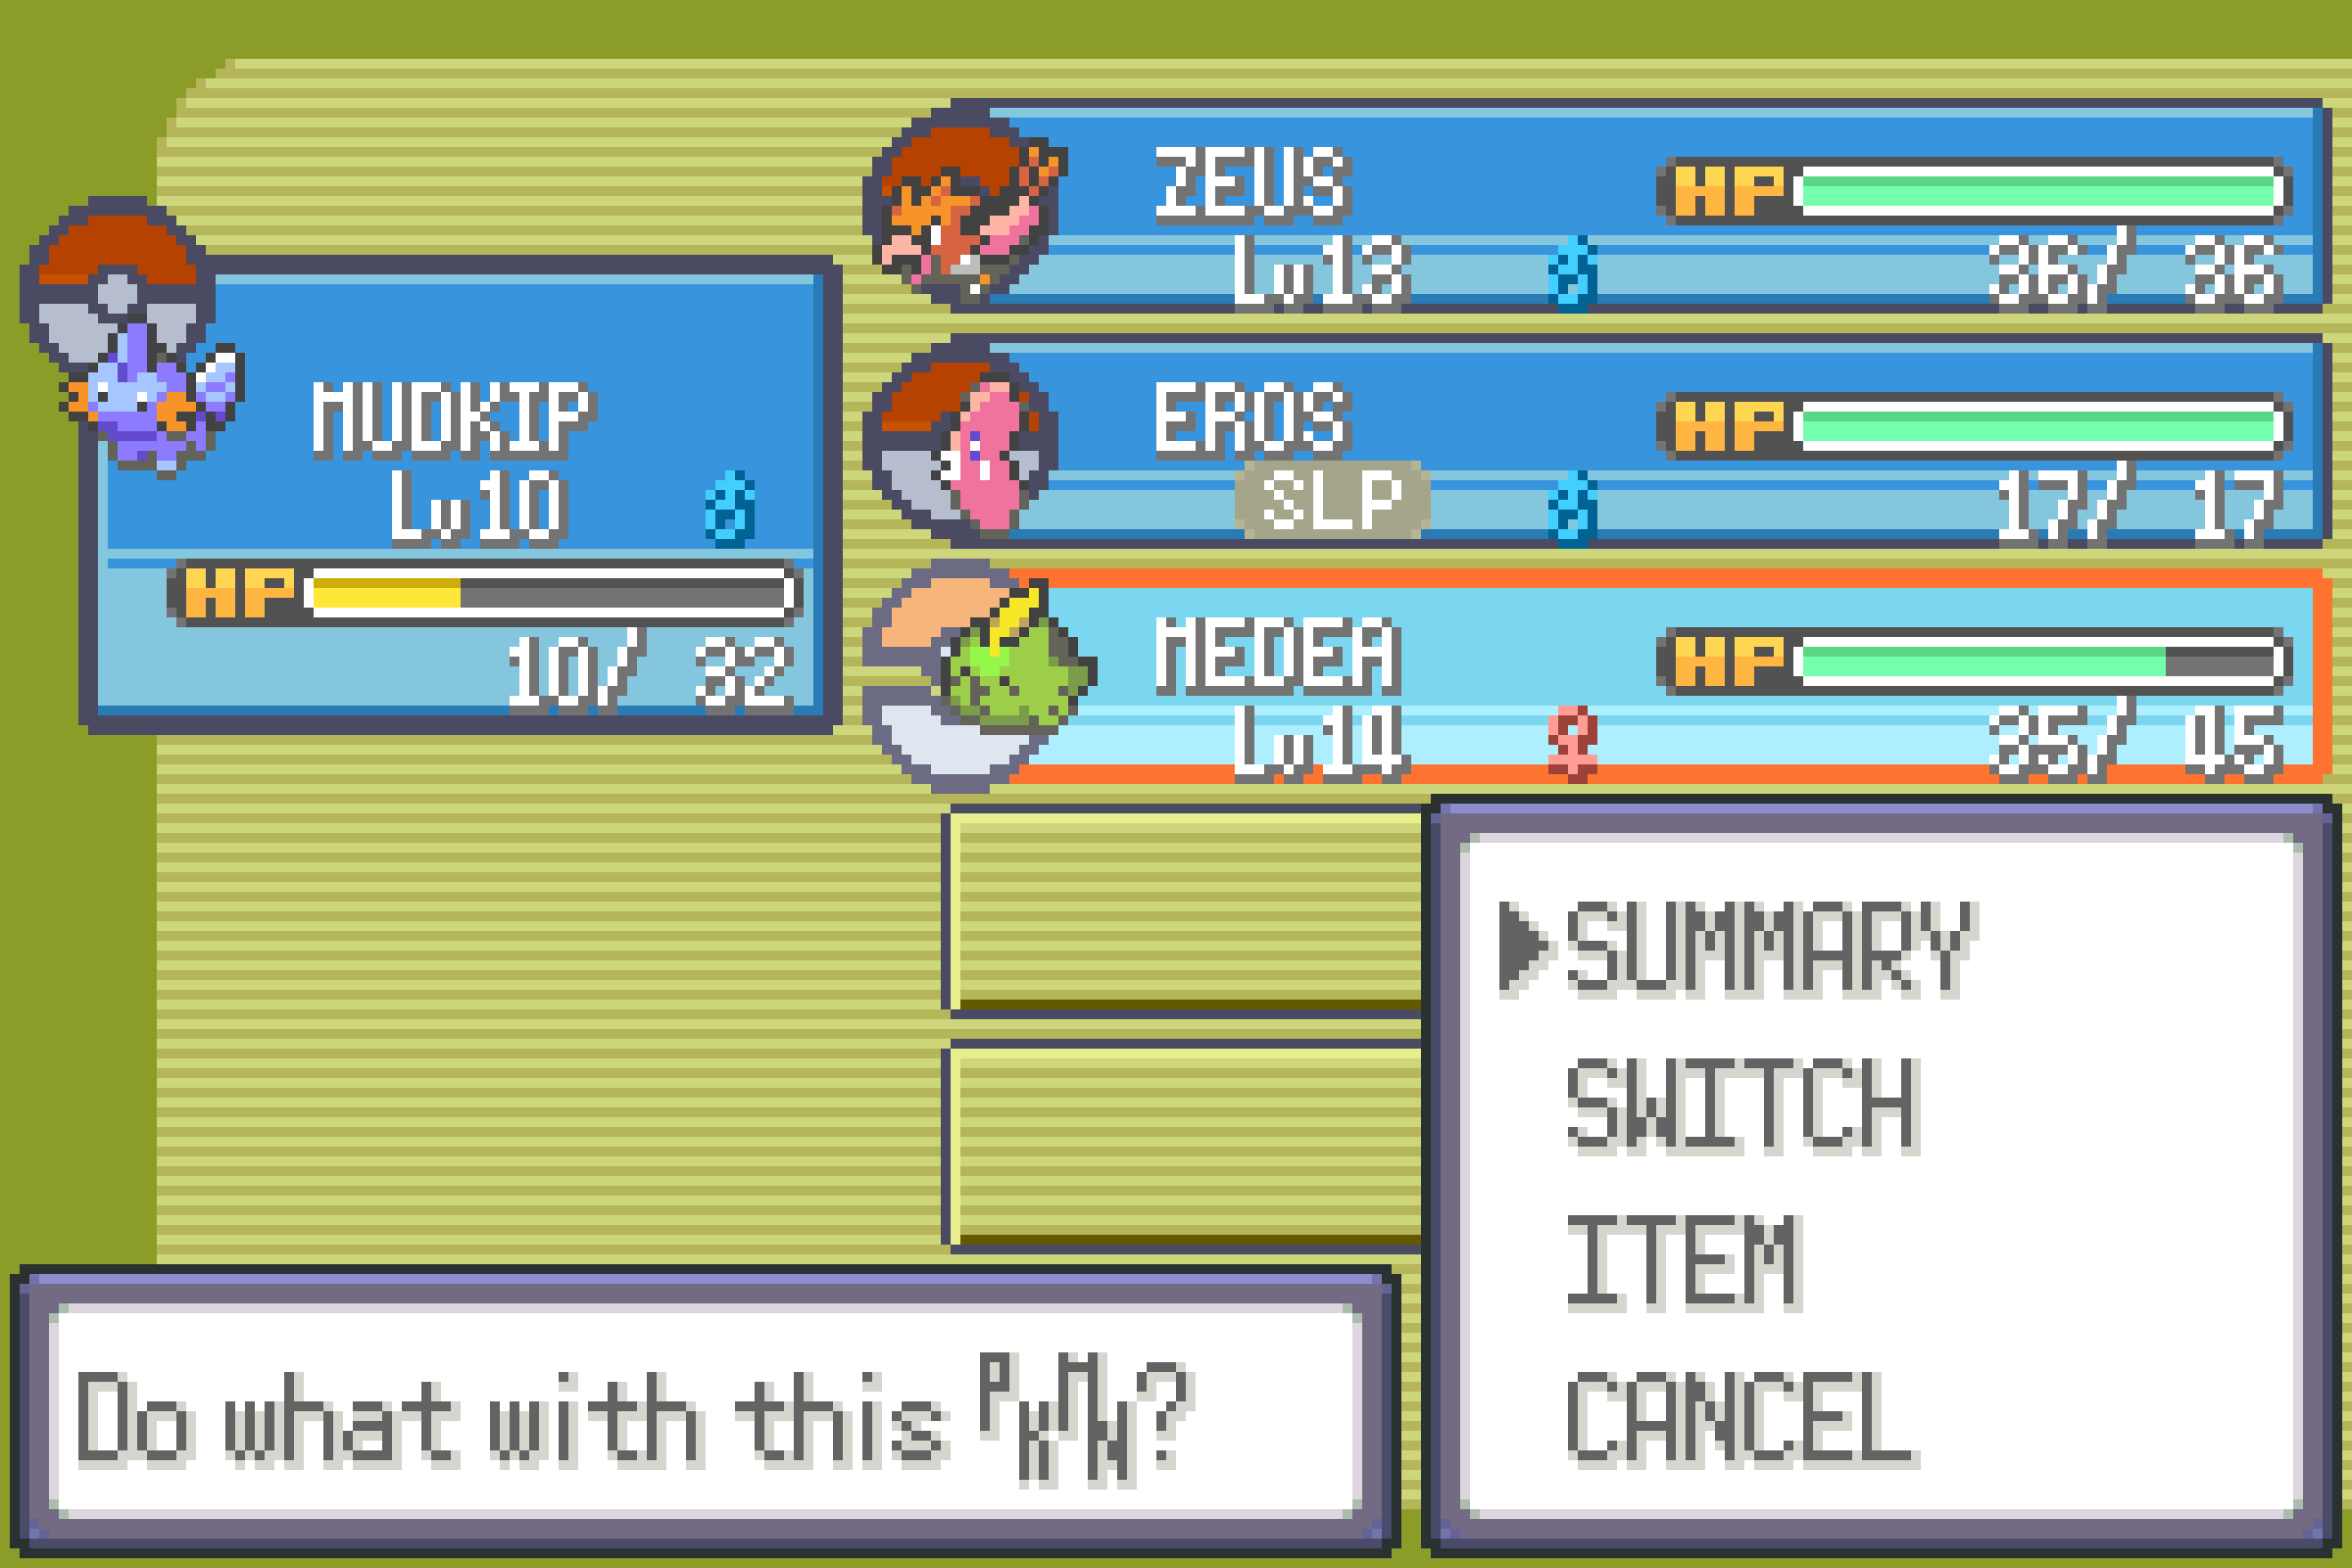 MUDKIP
Lv10 ♂
HP
10/ 32
ZEUS
HP
Lv13 ♂
36/ 36
EROS
HP
SLP ♂
17/ 17
MEDEA
HP
Lv14 ♀
35/ 45
SUMMARY
SWITCH
ITEM
CANCEL
Do what with this PKMN?